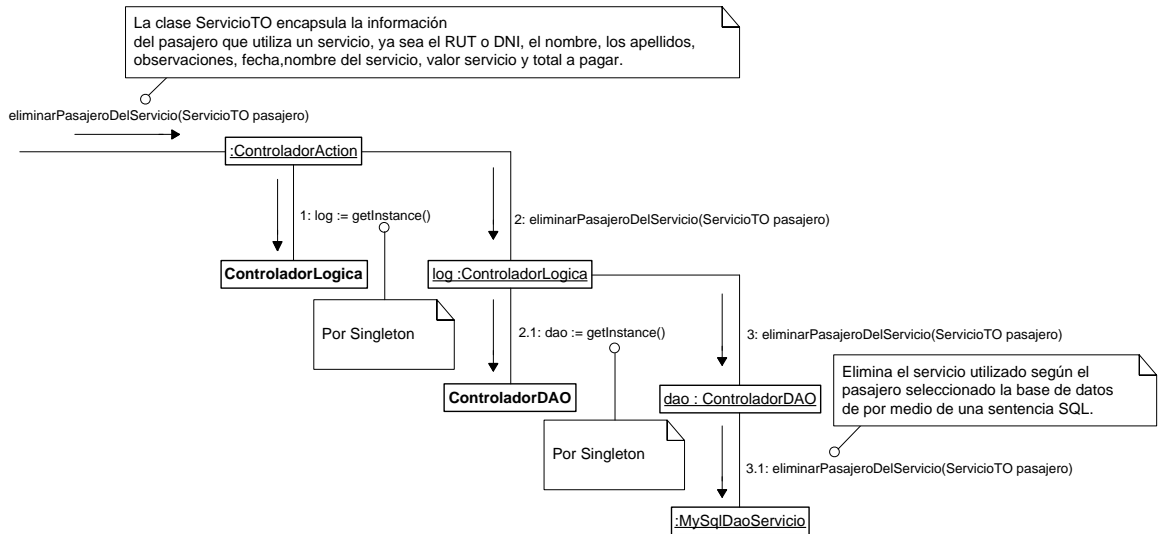 La clase ServicioTO encapsula la información
del pasajero que utiliza un servicio, ya sea el RUT o DNI, el nombre, los apellidos,
observaciones, fecha,nombre del servicio, valor servicio y total a pagar.
eliminarPasajeroDelServicio(ServicioTO pasajero)
:ControladorAction
1: log := getInstance()
2: eliminarPasajeroDelServicio(ServicioTO pasajero)
ControladorLogica
log :ControladorLogica
Por Singleton
2.1: dao := getInstance()
3: eliminarPasajeroDelServicio(ServicioTO pasajero)
Elimina el servicio utilizado según el
pasajero seleccionado la base de datos
de por medio de una sentencia SQL.
ControladorDAO
dao : ControladorDAO
Por Singleton
3.1: eliminarPasajeroDelServicio(ServicioTO pasajero)
:MySqlDaoServicio